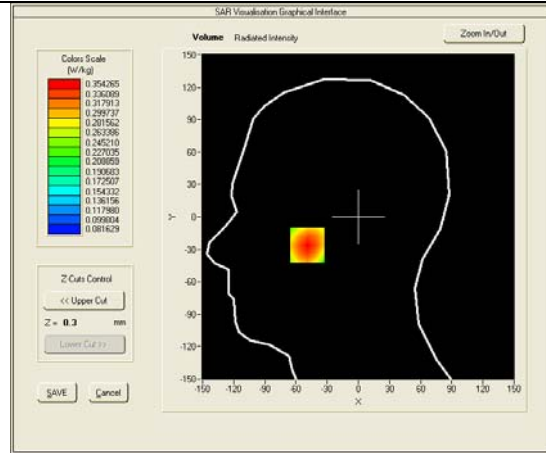 SAR Visualisation Graphical Interface
Volume Radiated Intensity
Zoom In/Out
Colors Scale
(W/kg)
0.354265
0.336089
0.317913
0.299737
0.281562
0.263386
0.245210
0.227035
0.208859
0.190683
0.172507
0.154332
0.136156
0.117980
0.099804
0.081629
Z-Cuts Control
<< Upper Cut
Z = 0.3 mm
Lower Cut >>
SAVE
Cancel
150
120
90
60
30
0
-30
-60
-90
-120
-150
Y
-150 -120 -90 -60 -30 0 30 60 90 120 150
X